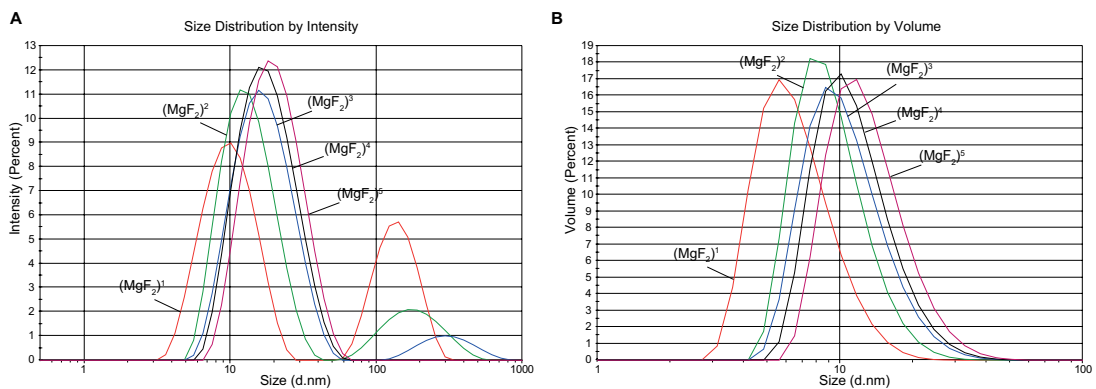 A
Size Distribution by Intensity
Intensity (Percent)
13
12
11
10
9
8
7
6
5
4
3
2
1
0
(MgF₂)²
(MgF₂)³
(MgF₂)⁴
(MgF₂)⁵
(MgF₂)¹
1
10
100
1000
Size (d.nm)
B
Size Distribution by Volume
Volume (Percent)
19
18
17
16
15
14
13
12
11
10
9
8
7
6
5
4
3
2
1
0
(MgF₂)²
(MgF₂)³
(MgF₂)⁴
(MgF₂)⁵
(MgF₂)¹
1
10
100
Size (d.nm)